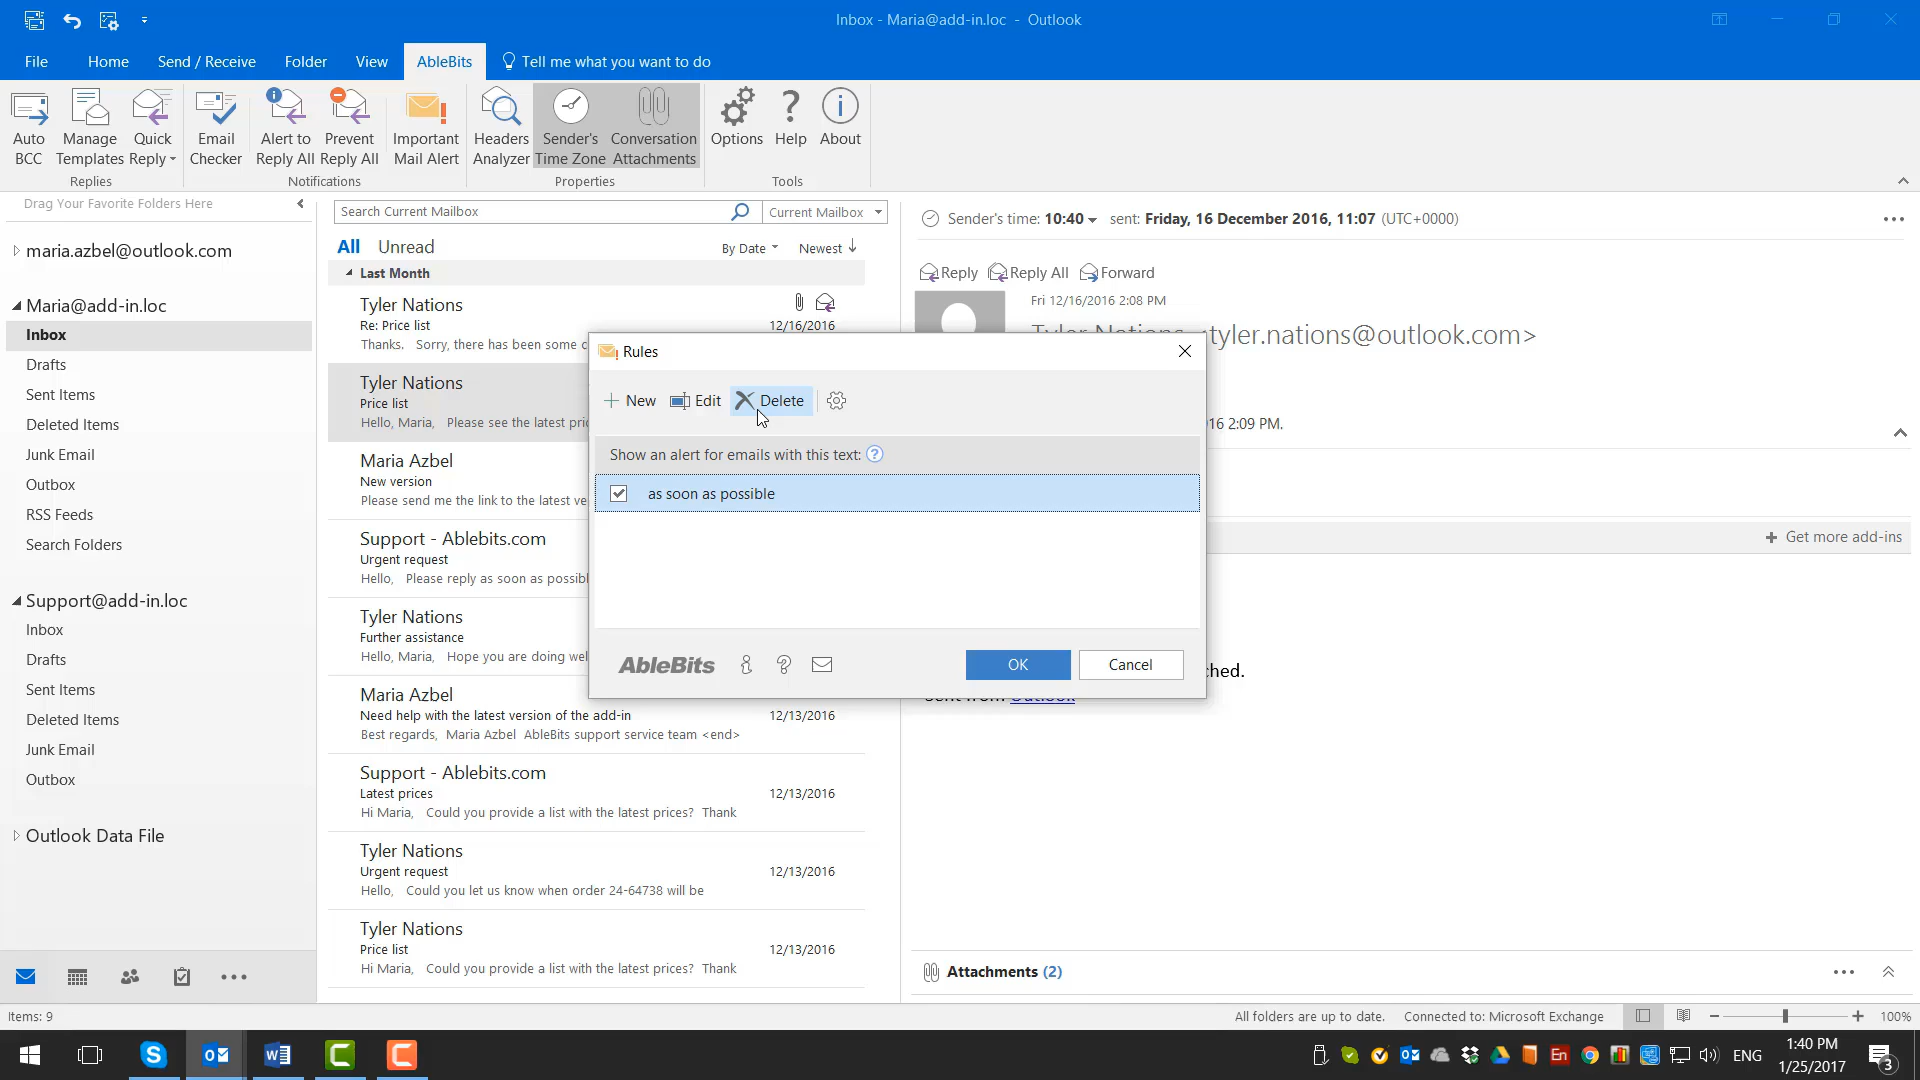 Inbox - Maria@add-in.loc - Outlook
File Home Send / Receive Folder View AbleBits Tell me what you want to do
Auto BCC
Manage Templates
Quick Reply
Replies
Email Checker
Alert to Reply All
Prevent Reply All
Important Mail Alert
Notifications
Headers Analyzer
Sender's Time Zone
Conversation Attachments
Properties
Options
Help
About
Tools
Drag Your Favorite Folders Here
maria.azbel@outlook.com
Maria@add-in.loc
Inbox
Drafts
Sent Items
Deleted Items
Junk Email
Outbox
RSS Feeds
Search Folders
Support@add-in.loc
Inbox
Drafts
Sent Items
Deleted Items
Junk Email
Outbox
Outlook Data File
Search Current Mailbox Current Mailbox
All Unread By Date Newest
Last Month
Tyler Nations
Re: Price list 12/16/2016
Thanks. Sorry, there has been some c
Tyler Nations
Price list
Hello, Maria, Please see the latest pric
Maria Azbel
New version
Please send me the link to the latest ve
Support - Ablebits.com
Urgent request
Hello, Please reply as soon as possibl
Tyler Nations
Further assistance
Hello, Maria, Hope you are doing wel
Maria Azbel
Need help with the latest version of the add-in 12/13/2016
Best regards, Maria Azbel AbleBits support service team <end>
Support - Ablebits.com
Latest prices 12/13/2016
Hi Maria, Could you provide a list with the latest prices? Thank
Tyler Nations
Urgent request 12/13/2016
Hello, Could you let us know when order 24-64738 will be
Tyler Nations
Price list 12/13/2016
Hi Maria, Could you provide a list with the latest prices? Thank
Sender's time: 10:40 sent: Friday, 16 December 2016, 11:07 (UTC+0000)
Reply Reply All Forward
Fri 12/16/2016 2:08 PM
Tyler Nations <tyler.nations@outlook.com>
16 2:09 PM.
+ Get more add-ins
ched.
Sent from Outlook
Attachments (2)
Rules
New Edit Delete
Show an alert for emails with this text: ?
as soon as possible
AbleBits
OK Cancel
Items: 9 All folders are up to date. Connected to: Microsoft Exchange 100%
En
ENG
1:40 PM
1/25/2017
3